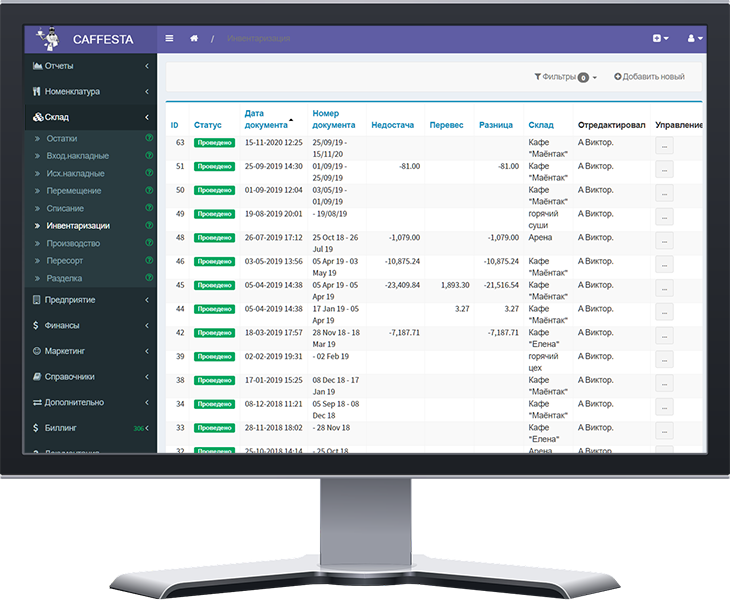 CAFFESTA
/ Инвентаризация
Отчеты
Номенклатура
Склад
Остатки
Вход.накладные
Исх.накладные
Перемещение
Списание
Инвентаризации
Производство
Пересорт
Разделка
Предприятие
$ Финансы
Маркетинг
Справочники
Дополнительно
$ Биллинг 306
Фильтры 0
Добавить новый
ID Статус Дата документа Номер документа Недостача Перевес Разница Склад Отредактировал Управление
63 Проведено 15-11-2020 12:25 25/09/19 - Кафе А Виктор. ...
15/11/20 "Маёнтак"
51 Проведено 25-09-2019 14:30 01/09/19 - -81.00 -81.00 Кафе А Виктор. ...
25/09/19 "Маёнтак"
50 Проведено 01-09-2019 12:04 03/05/19 - Кафе А Виктор. ...
01/09/19 "Маёнтак"
49 Проведено 19-08-2019 20:01 - 19/08/19 горячий А Виктор. ...
суши
48 Проведено 26-07-2019 17:12 25 Oct 18 - 26 -1,079.00 -1,079.00 Арена А Виктор. ...
Jul 19
46 Проведено 03-05-2019 13:56 05 Apr 19 - 03 -10,875.24 -10,875.24 Кафе А Виктор. ...
May 19 "Маёнтак"
45 Проведено 05-04-2019 14:38 05 Apr 19 - 05 -23,409.84 1,893.30 -21,516.54 Кафе А Виктор. ...
Apr 19 "Маёнтак"
44 Проведено 05-04-2019 14:38 17 Jan 19 - 05 3.27 3.27 Кафе А Виктор. ...
Apr 19 "Маёнтак"
42 Проведено 18-03-2019 17:57 28 Nov 18 - 18 -7,187.71 -7,187.71 Кафе А Виктор. ...
Mar 19 "Елена"
39 Проведено 02-02-2019 19:31 - 02 Feb 19 горячий А Виктор. ...
цех
38 Проведено 17-01-2019 15:25 08 Dec 18 - 17 Кафе А Виктор. ...
Jan 19 "Маёнтак"
34 Проведено 08-12-2018 11:21 05 Sep 18 - 08 Кафе А Виктор. ...
Dec 18 "Маёнтак"
33 Проведено 28-11-2018 18:02 - 28 Nov 18 Кафе А Виктор. ...
"Елена"
32 Проведено 25-10-2018 14:14 - 25 Oct 18 Арена А Виктор.